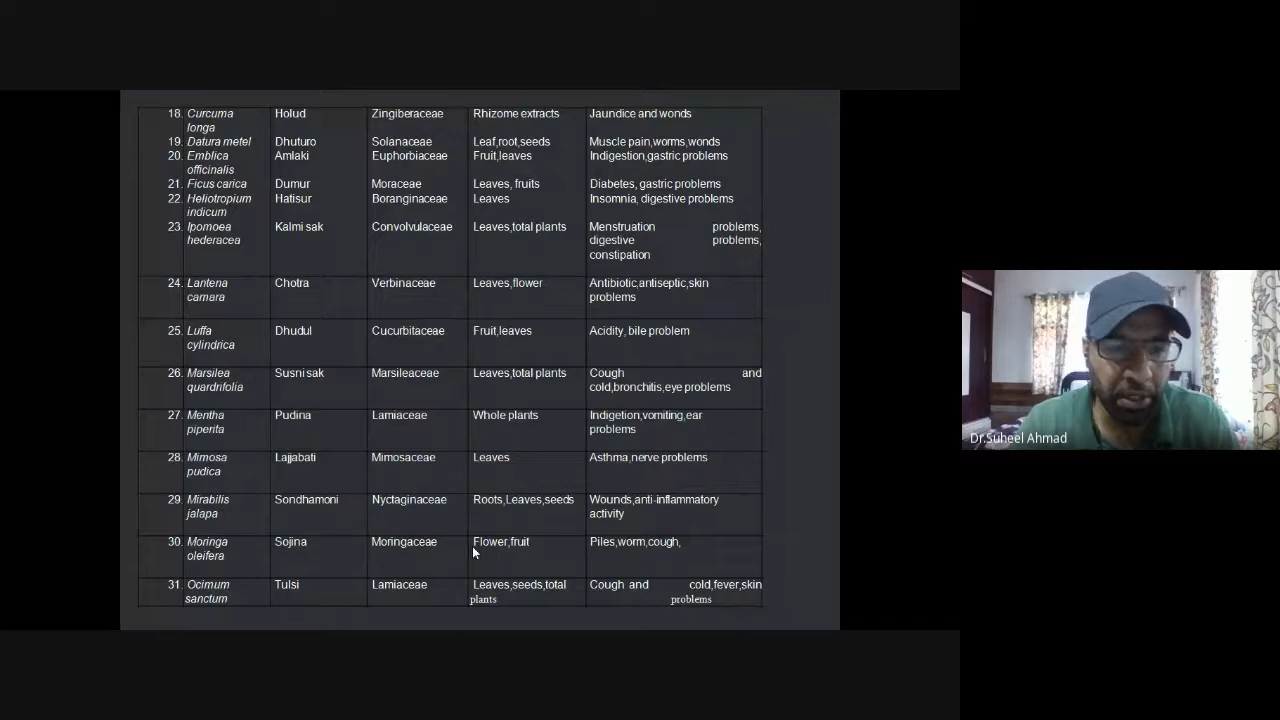 18. Curcuma Holud Zingiberaceae Rhizome extracts Jaundice and wonds
longa
19. Datura metel Dhuturo Solanaceae Leaf,root,seeds Muscle pain,worms,wonds
20. Emblica Amlaki Euphorbiaceae Fruit,leaves Indigestion,gastric problems
officinalis
21. Ficus carica Dumur Moraceae Leaves, fruits Diabetes, gastric problems
22. Heliotropium Hatisur Boranginaceae Leaves Insomnia, digestive problems
indicum
23. Ipomoea Kalmi sak Convolvulaceae Leaves,total plants Menstruation problems,
hederacea digestive problems,
constipation
24. Lantena Chotra Verbinaceae Leaves,flower Antibiotic,antiseptic,skin
camara problems
25. Luffa Dhudul Cucurbitaceae Fruit,leaves Acidity, bile problem
cylindrica
26. Marsilea Susni sak Marsileaceae Leaves,total plants Cough and
quardrifolia cold,bronchitis,eye problems
27. Mentha Pudina Lamiaceae Whole plants Indigetion,vomiting,ear
piperita problems
28. Mimosa Lajjabati Mimosaceae Leaves Asthma,nerve problems
pudica
29. Mirabilis Sondhamoni Nyctaginaceae Roots,Leaves,seeds Wounds,anti-inflammatory
jalapa activity
30. Moringa Sojina Moringaceae Flower,fruit Piles,worm,cough,
oleifera
31. Ocimum Tulsi Lamiaceae Leaves,seeds,total Cough and cold,fever,skin
sanctum plants problems
Dr.Suheel Ahmad